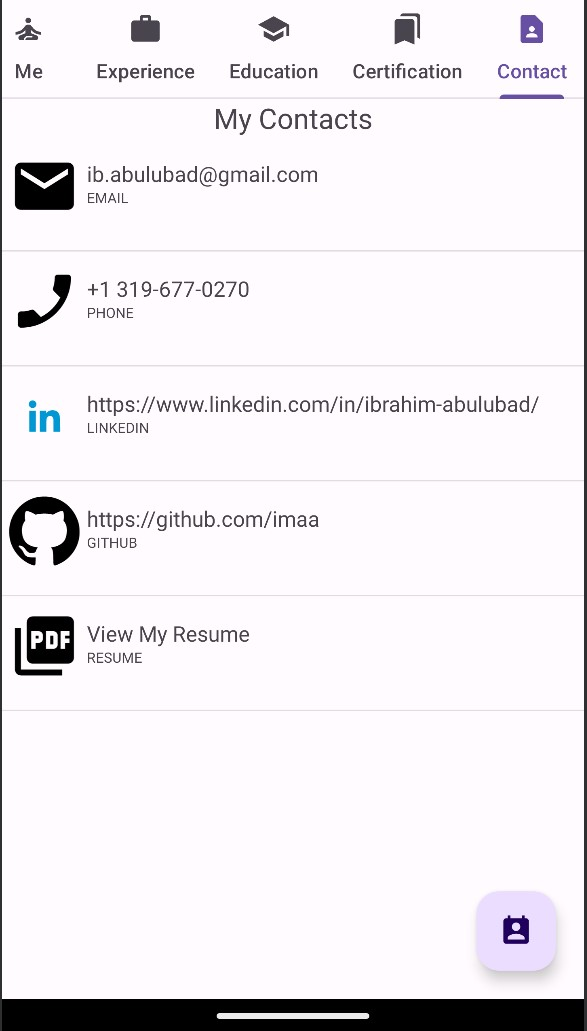 Me
Experience
Education
Certification
Contact
My Contacts
ib.abulubad@gmail.com
EMAIL
+1 319-677-0270
PHONE
in
https://www.linkedin.com/in/ibrahim-abulubad/
LINKEDIN
https://github.com/imaa
GITHUB
PDF
View My Resume
RESUME